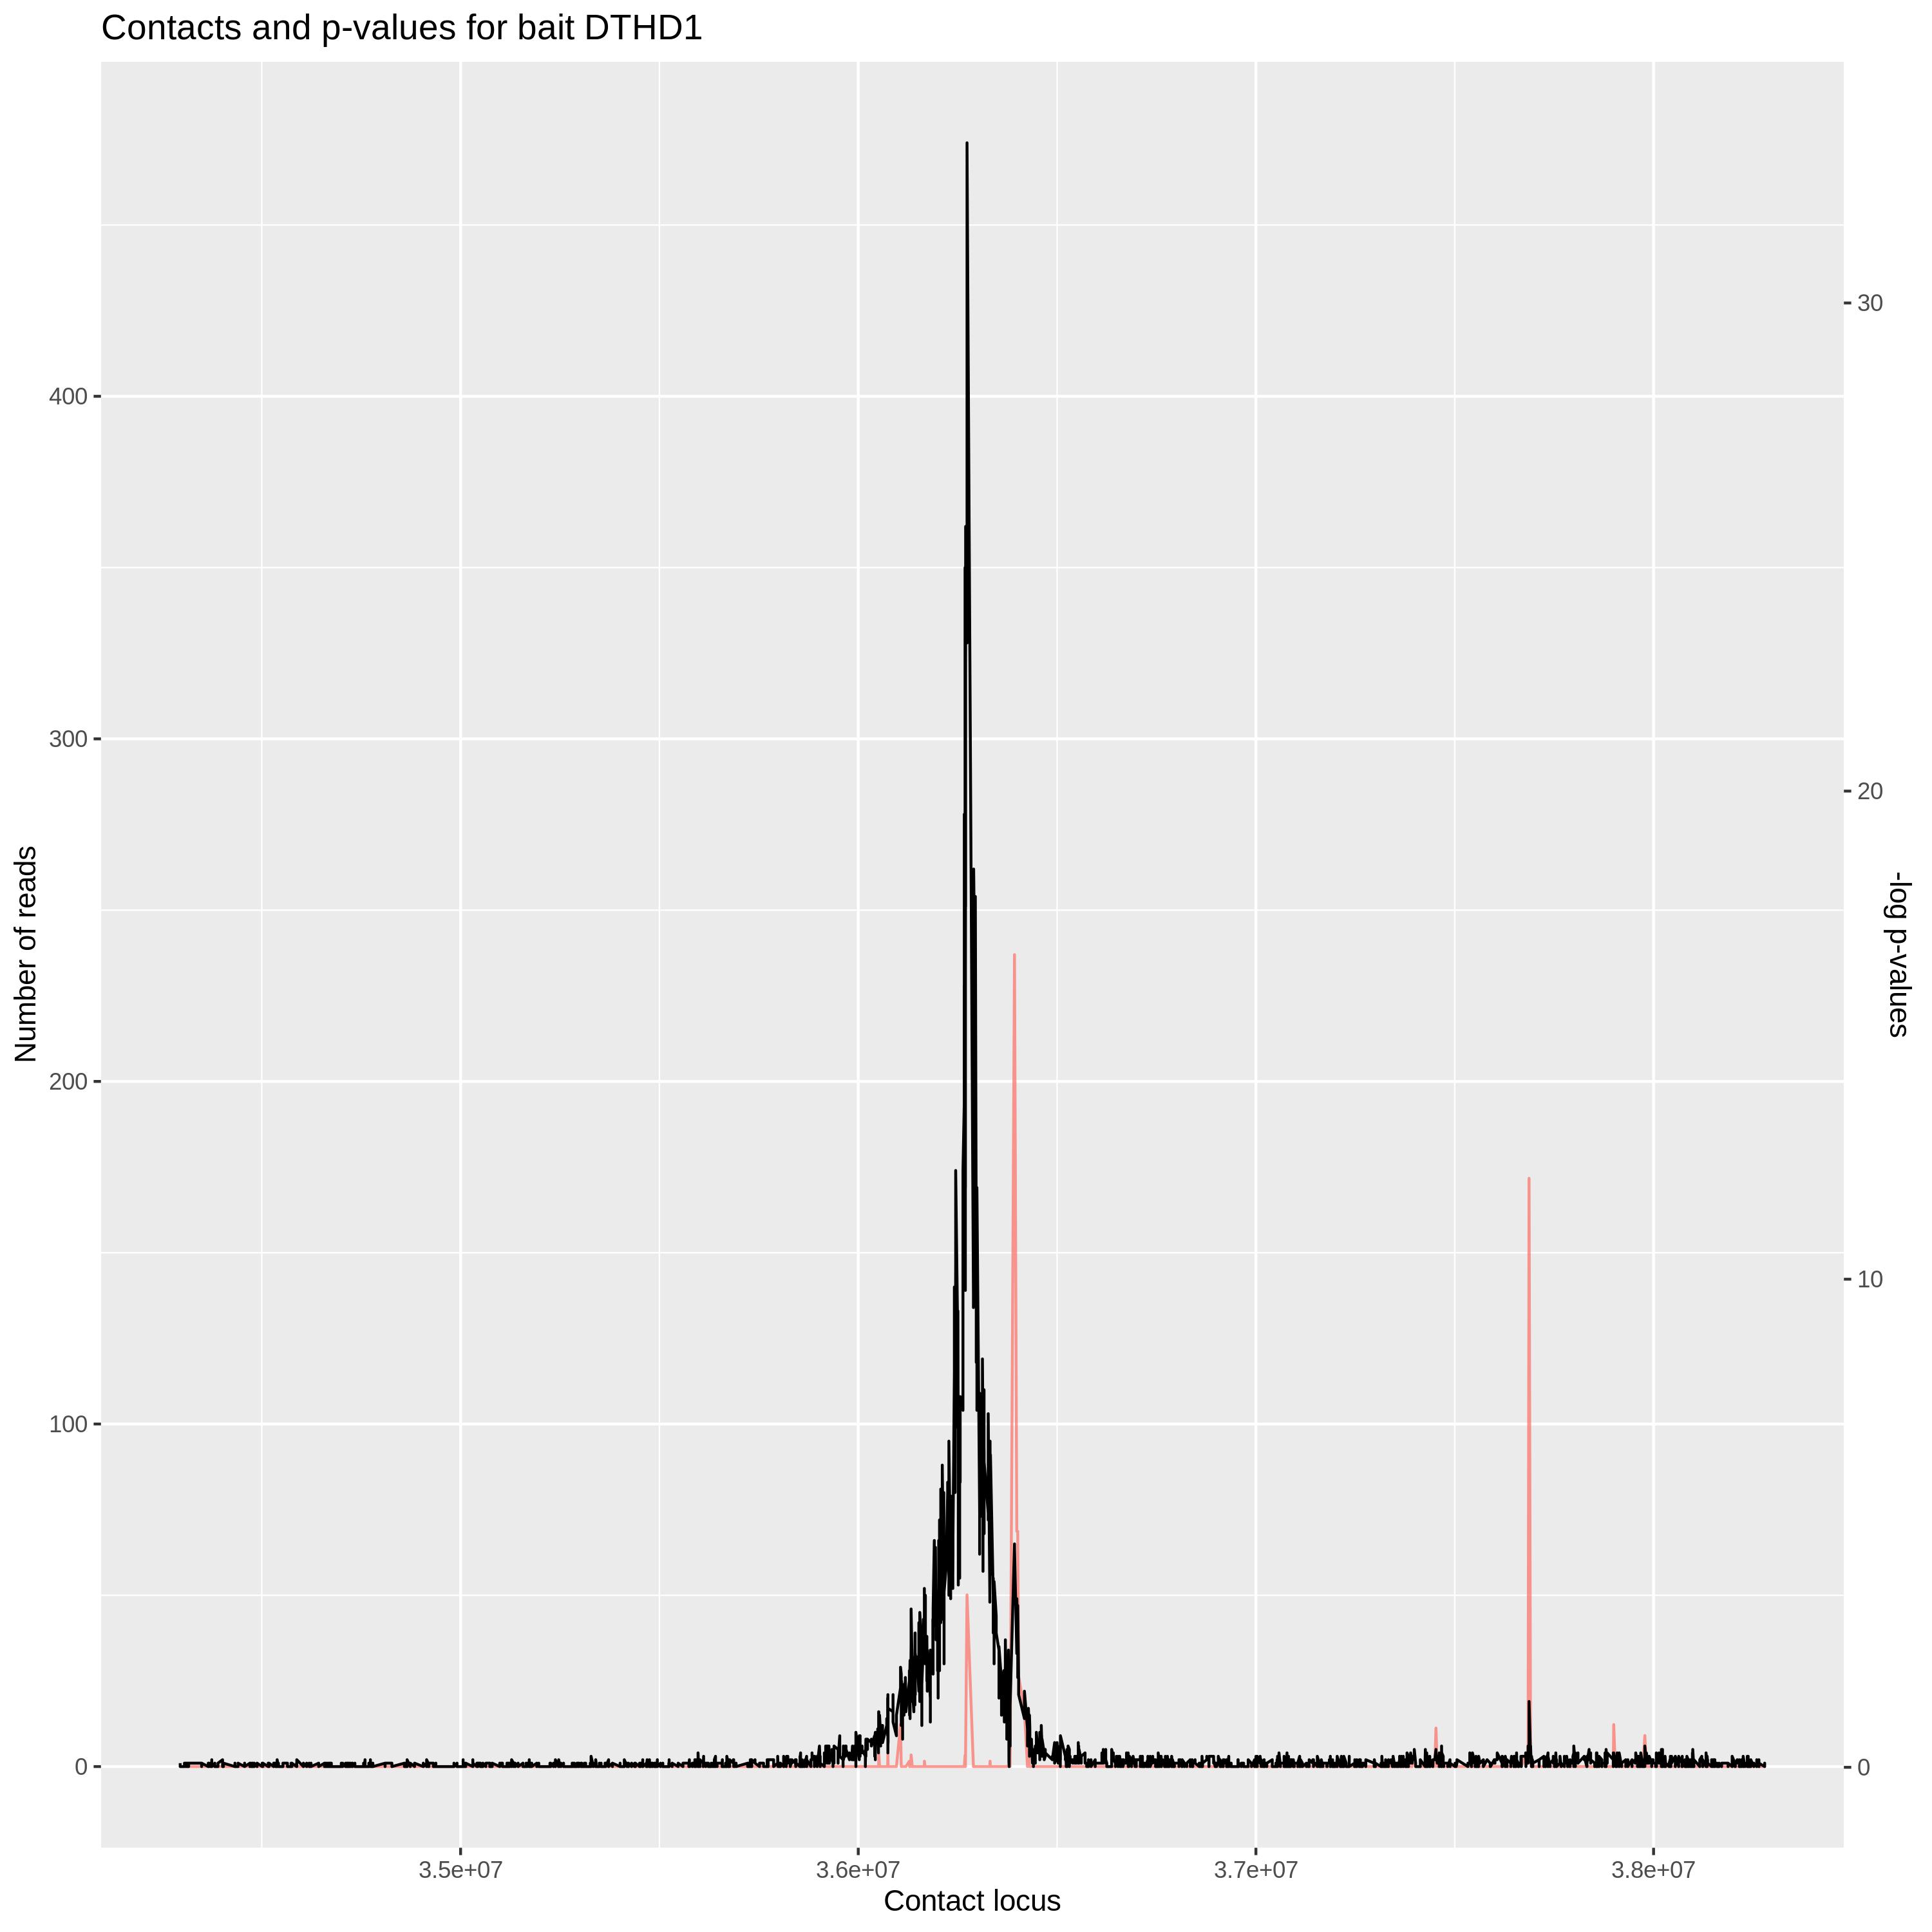 Contacts and p-values for bait DTHD1
Number of reads
400
300
200
100
0
30
20
10
0
-log p-values
3.5e+07
3.6e+07
3.7e+07
3.8e+07
Contact locus